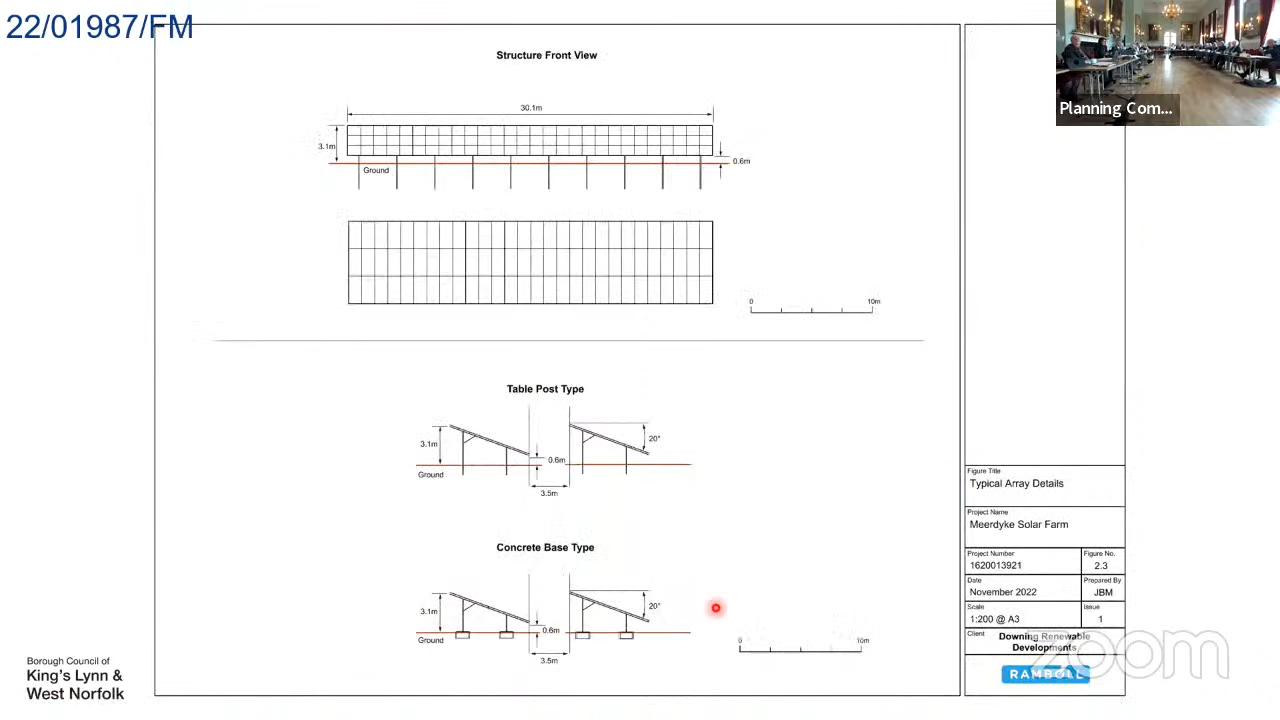 22/01987/FM
Planning Com...
Structure Front View
30.1m
3.1m
0.6m
Ground
0
10m
Table Post Type
3.1m
20°
0.6m
Ground
3.5m
Concrete Base Type
3.1m
20°
0.6m
Ground
3.5m
0
10m
Figure Title
Typical Array Details
Project Name
Meerdyke Solar Farm
Project Number
1620013921
Figure No.
2.3
Date
November 2022
Prepared By
JBM
Scale
1:200 @ A3
Issue
1
Client
Downing Renewable
Developments
RAMBOLL
zoom
Borough Council of
King's Lynn &
West Norfolk